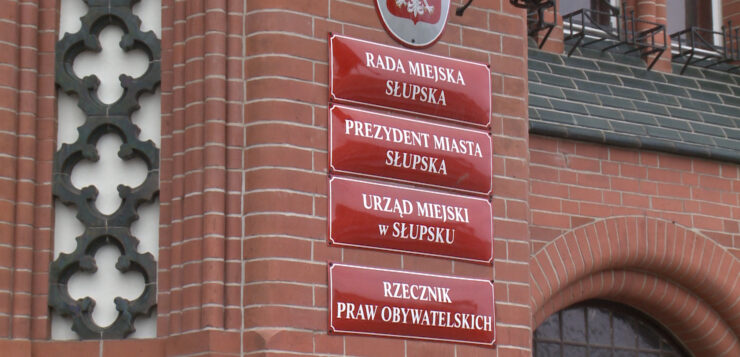 RADA MIEJSKA
SŁUPSKA
PREZYDENT MIASTA
SŁUPSKA
URZĄD MIEJSKI
w SŁUPSKU
RZECZNIK
PRAW OBYWATELSKICH